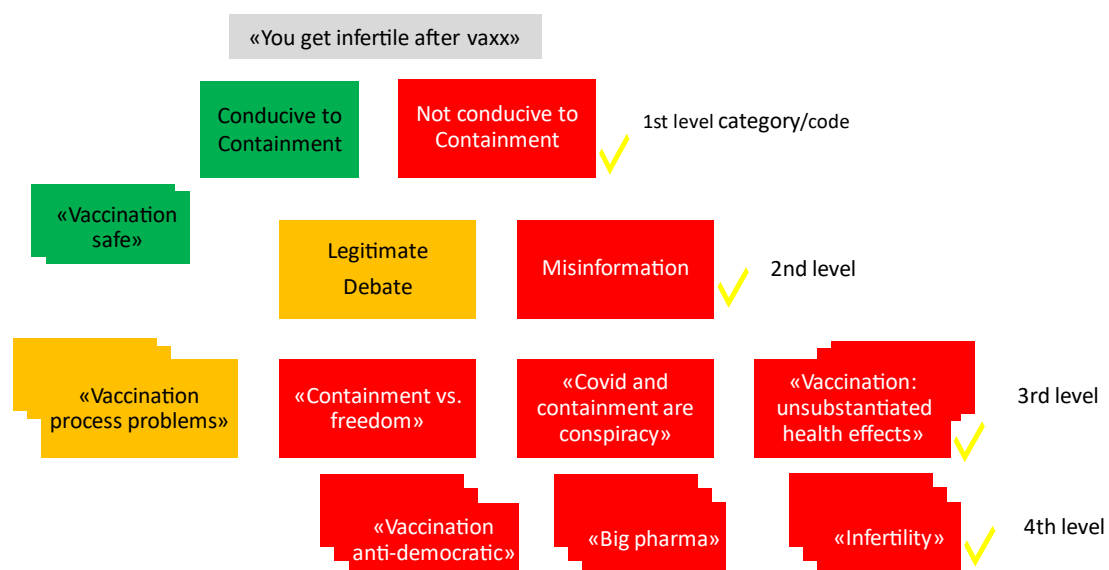 «You get infertile after vaxx»
Conducive to
Containment
Not conducive to
Containment
1st level category/code
«Vaccination
safe»
Legitimate
Debate
Misinformation
2nd level
«Vaccination
process problems»
«Containment vs.
freedom»
«Covid and
containment are
conspiracy»
«Vaccination:
unsubstantiated
health effects»
3rd level
«Vaccination
anti-democratic»
«Big pharma»
«Infertility»
4th level